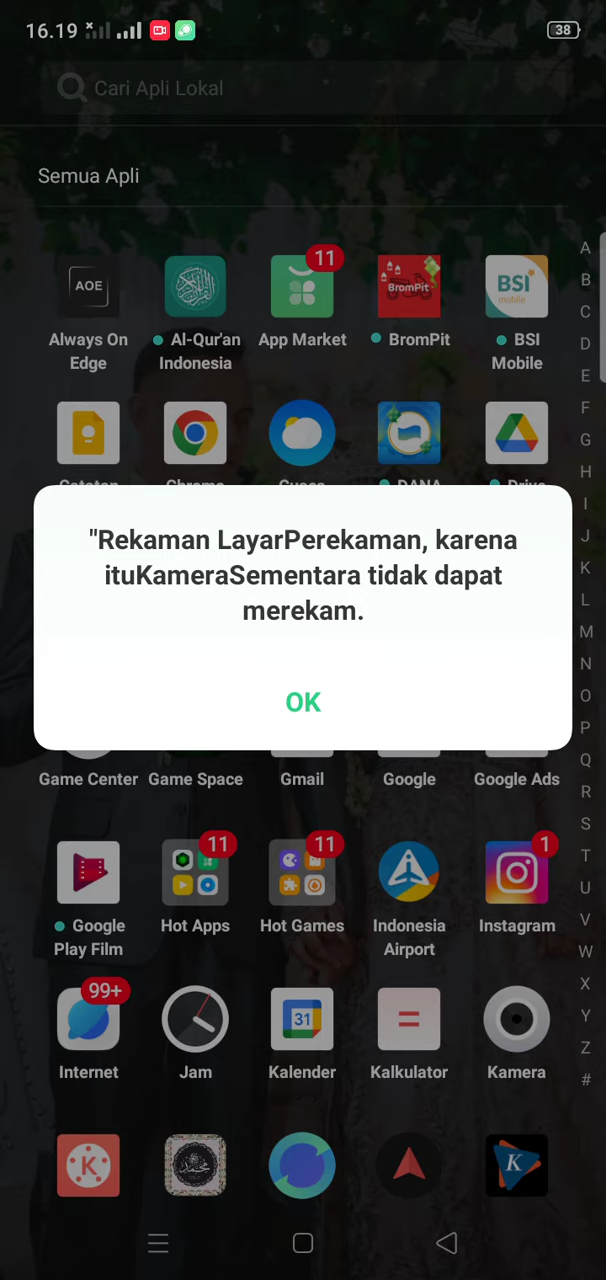 16.19
38
Cari Apli Lokal
Semua Apli
A
B
C
D
E
F
G
H
I
J
K
L
M
N
O
P
Q
R
S
T
U
V
W
X
Y
Z
#
AOE
11
BromPit
BSI
mobile
Always On
Edge
Al-Qur'an
Indonesia
App Market
BromPit
BSI
Mobile
Catatan
Chrome
Cuaca
DANA
Drive
"Rekaman LayarPerekaman, karena
ituKameraSementara tidak dapat
merekam.
OK
Game Center
Game Space
Gmail
Google
Google Ads
11
11
1
Google
Play Film
Hot Apps
Hot Games
Indonesia
Airport
Instagram
99+
31
Internet
Jam
Kalender
Kalkulator
Kamera
K
K